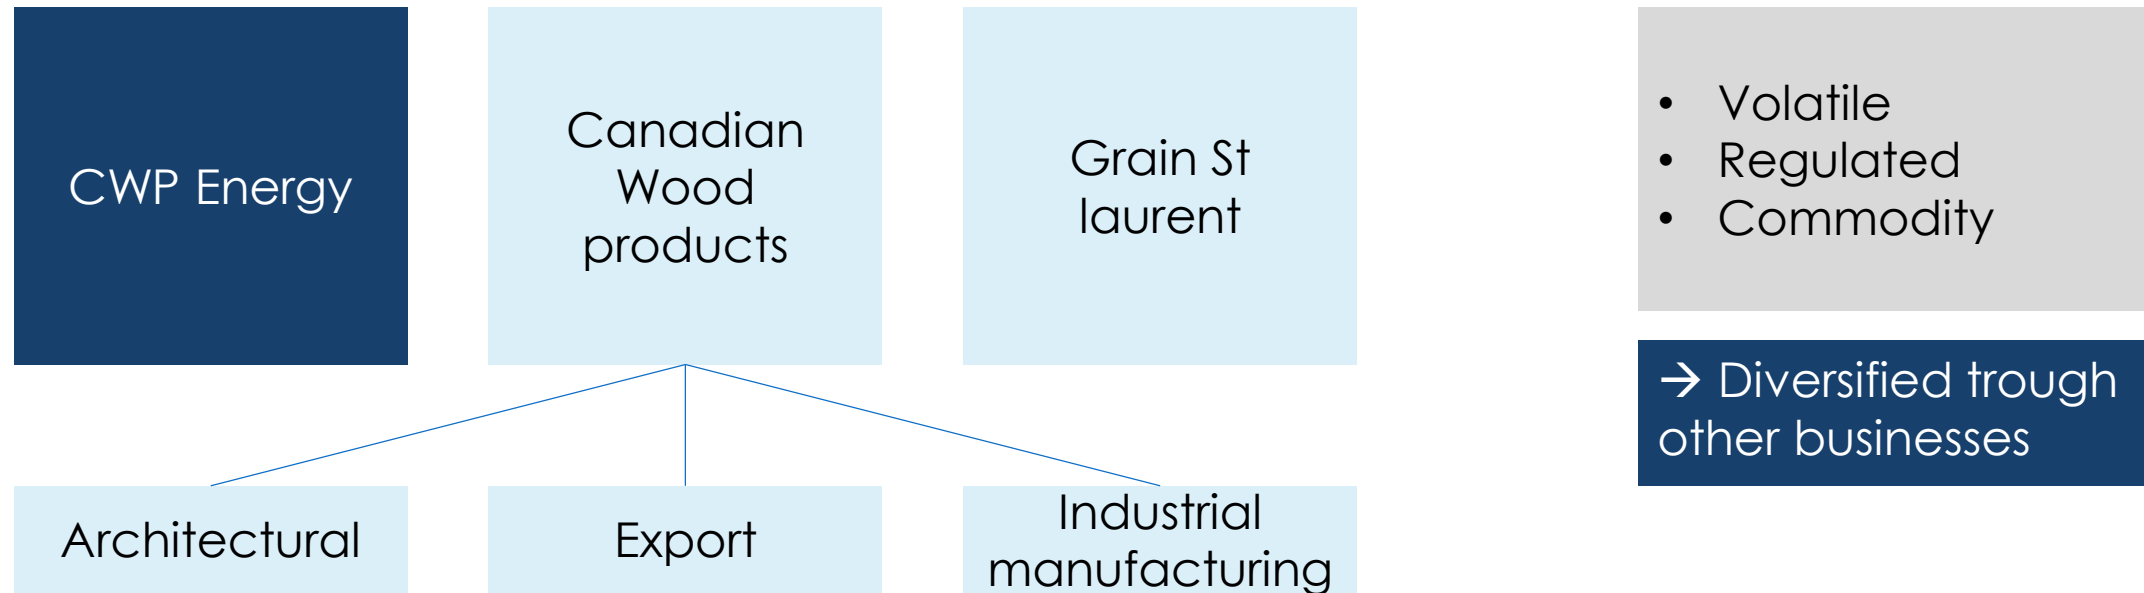 CWP Energy
Canadian
Wood
products
Grain St
laurent
• Volatile
• Regulated
• Commodity
→ Diversified trough
other businesses
Architectural
Export
Industrial
manufacturing